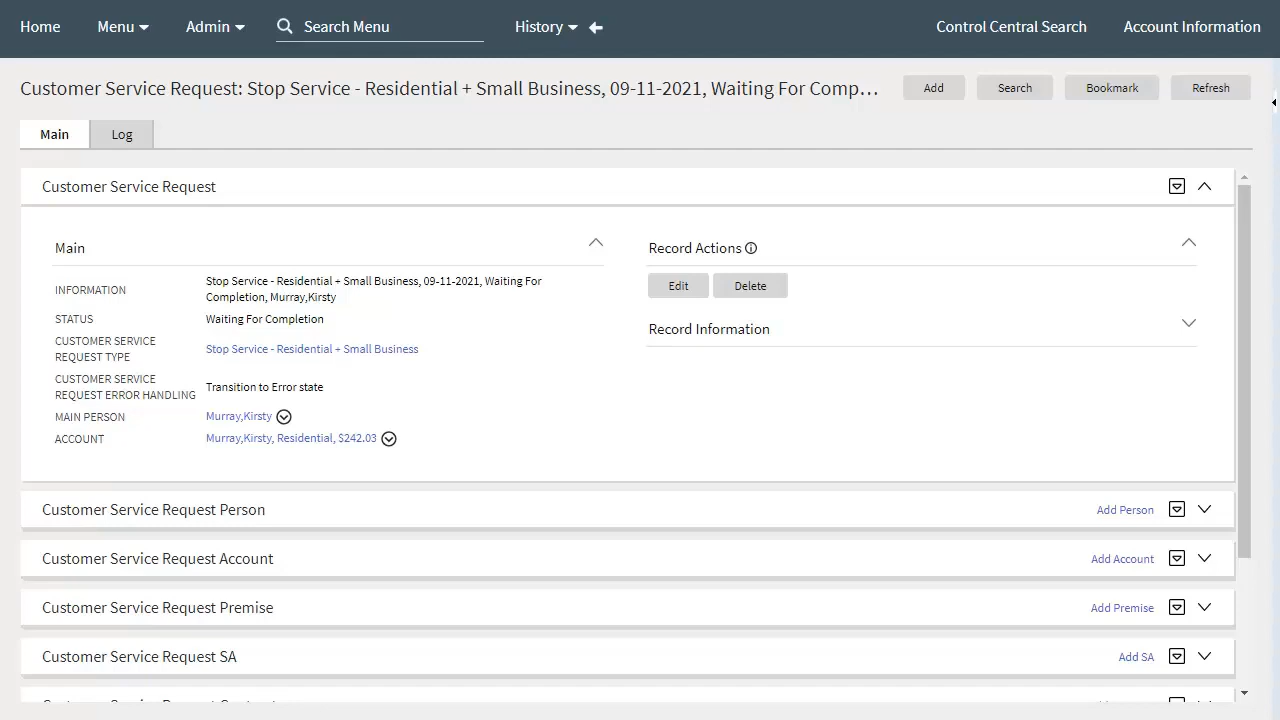 Home Menu Admin Search Menu History Control Central Search Account Information
Customer Service Request: Stop Service - Residential + Small Business, 09-11-2021, Waiting For Comp... Add Search Bookmark Refresh
Main Log
Customer Service Request
Main
INFORMATION Stop Service - Residential + Small Business, 09-11-2021, Waiting For
Completion, Murray,Kirsty
STATUS Waiting For Completion
CUSTOMER SERVICE
REQUEST TYPE Stop Service - Residential + Small Business
CUSTOMER SERVICE
REQUEST ERROR HANDLING Transition to Error state
MAIN PERSON Murray,Kirsty
ACCOUNT Murray,Kirsty, Residential, $242.03
Record Actions
Edit Delete
Record Information
Customer Service Request Person Add Person
Customer Service Request Account Add Account
Customer Service Request Premise Add Premise
Customer Service Request SA Add SA